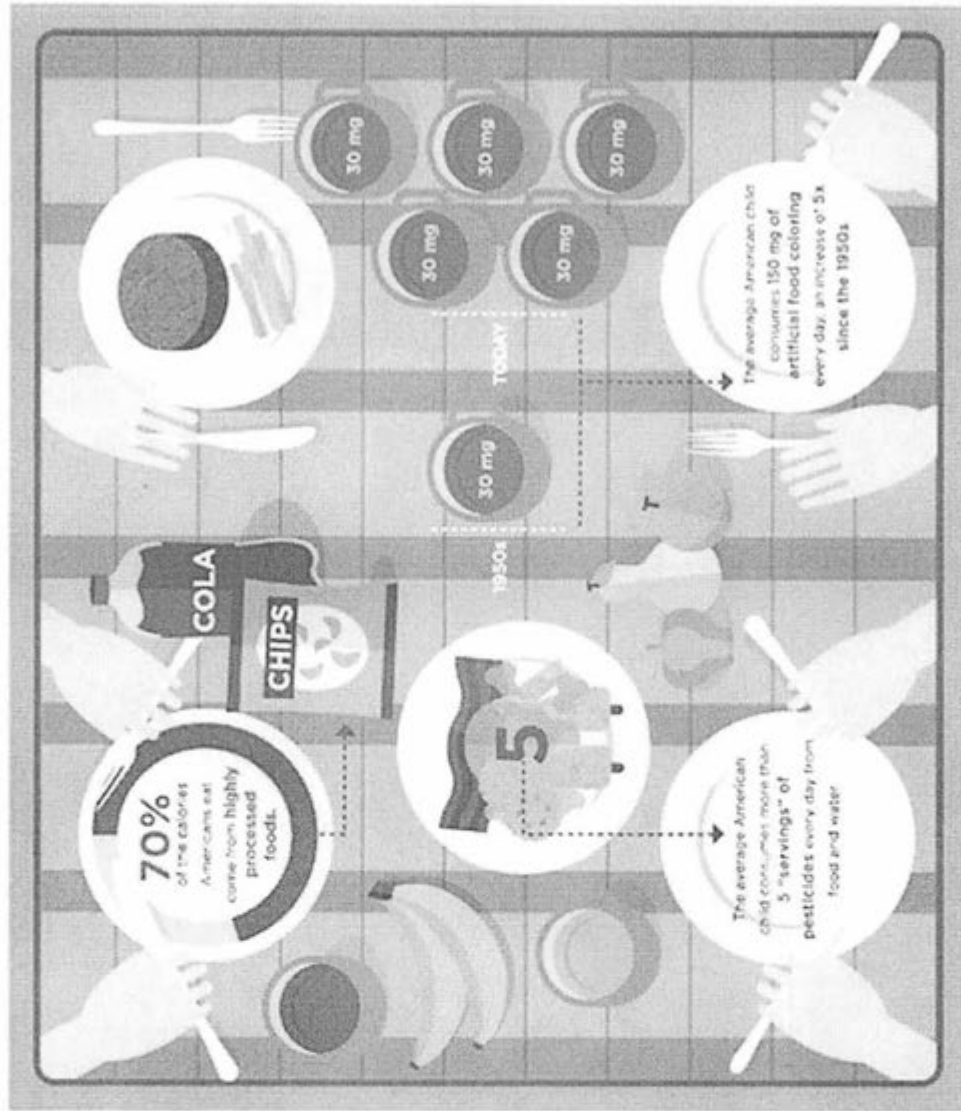 70%
of the calories
Americans eat
come from highly
processed
foods.
COLA
CHIPS
5
1950s
30 mg
TODAY
30 mg
30 mg
30 mg
30 mg
30 mg
The average American
child consumes more than
5 "servings" of
pesticides every day from
food and water
The average American child
consumes 150 mg of
artificial food coloring
every day, an increase of 5x
since the 1950s
T
T